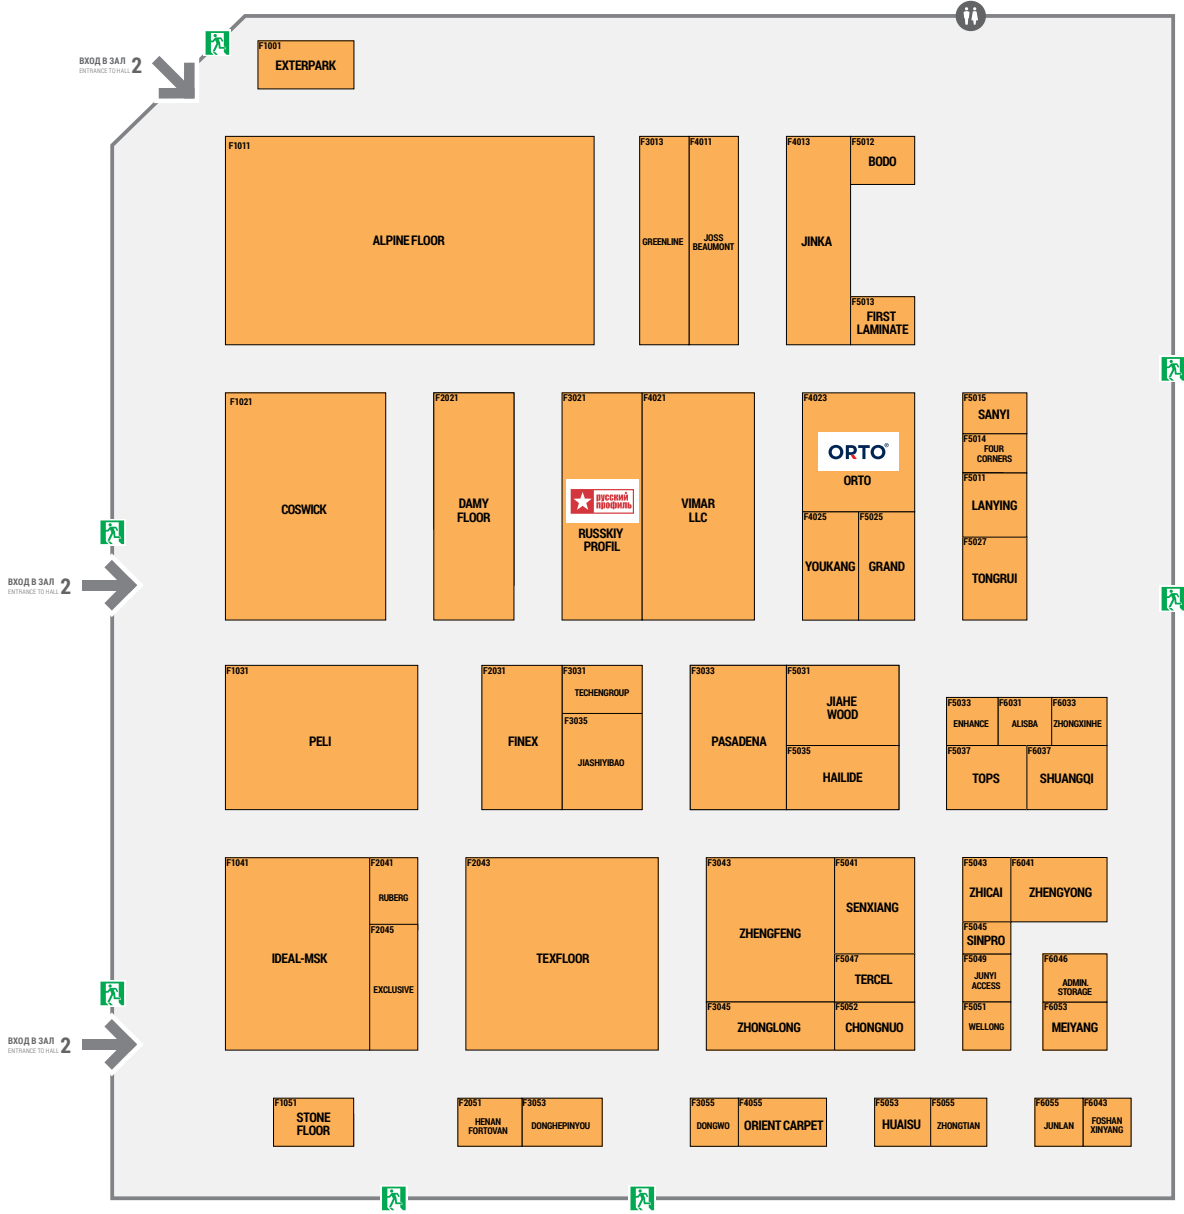 ВХОД В ЗАЛ
ENTRANCE TO HALL
2
F1001
EXTERPARK
F1011
ALPINE FLOOR
F3013
GREENLINE
F4011
JOSS
BEAUMONT
F4013
JINKA
F5012
BODO
F5013
FIRST
LAMINATE
F1021
COSWICK
F2021
DAMY
FLOOR
F3021
русский
профиль
RUSSKIY
PROFIL
F4021
VIMAR
LLC
F4023
ORTO®
ORTO
F4025
YOUKANG
F5025
GRAND
F5015
SANYI
F5014
FOUR
CORNERS
F5011
LANYING
F5027
TONGRUI
ВХОД В ЗАЛ
ENTRANCE TO HALL
2
F1031
PELI
F2031
FINEX
F3031
TECHENGROUP
F3035
JIASHIYIBAO
F3033
PASADENA
F5031
JIAHE
WOOD
F5035
HAILIDE
F5033
ENHANCE
F6031
ALISBA
F6033
ZHONGXINHE
F5037
TOPS
F6037
SHUANGQI
F1041
IDEAL-MSK
F2041
RUBERG
F2045
EXCLUSIVE
F2043
TEXFLOOR
F3043
ZHENGFENG
F5041
SENXIANG
F5047
TERCEL
F3045
ZHONGLONG
F5052
CHONGNUO
F5043
ZHICAI
F6041
ZHENGYONG
F5045
SINPRO
F5049
JUNYI
ACCESS
F5051
WELLONG
F6046
ADMIN.
STORAGE
F6053
MEIYANG
ВХОД В ЗАЛ
ENTRANCE TO HALL
2
F1051
STONE
FLOOR
F2051
HENAN
FORTOVAN
F3053
DONGHEPINYOU
F3055
DONGWO
F4055
ORIENT CARPET
F5053
HUAISU
F5055
ZHONGTIAN
F6055
JUNLAN
F6043
FOSHAN
XINYANG